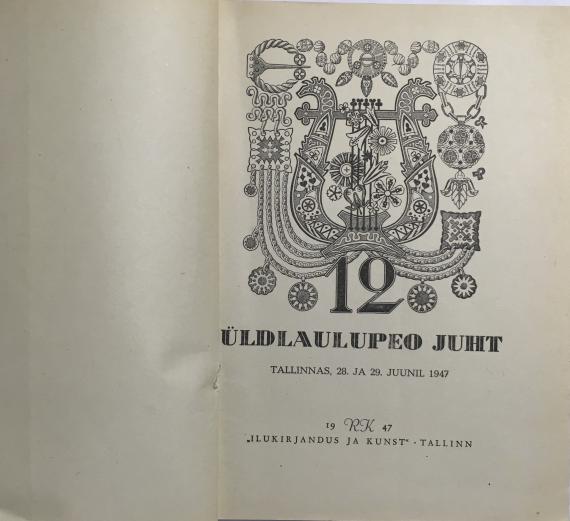 12
ÜLDLAULUPEO JUHT
TALLINNAS, 28. JA 29. JUUNIL 1947
19 RK 47
„ILUKIRJANDUS JA KUNST“ · TALLINN